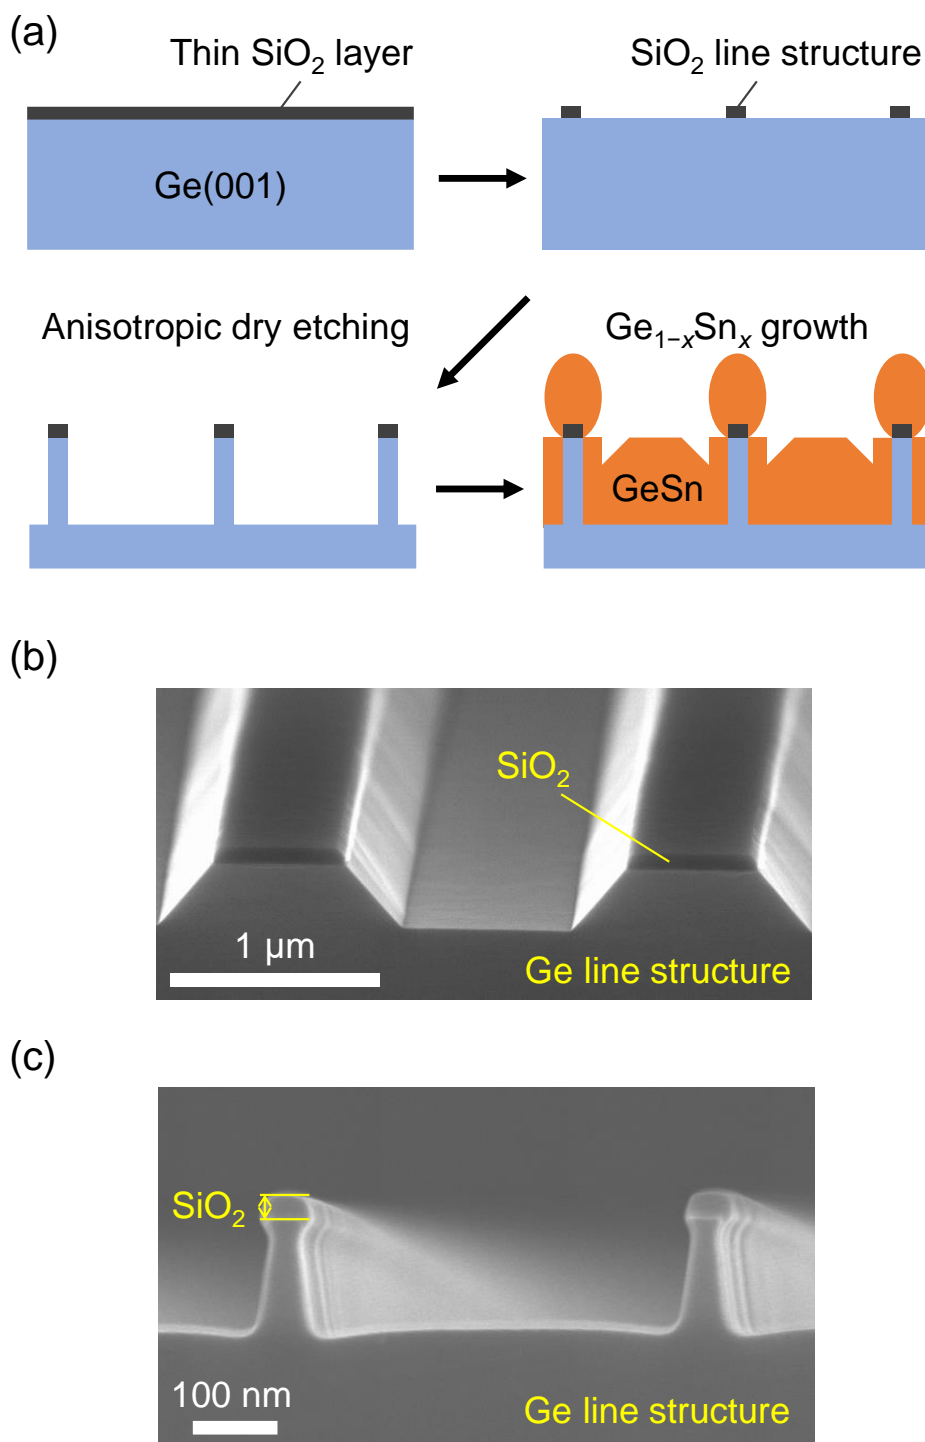 (a)
Thin SiO₂ layer
SiO₂ line structure
Ge(001)
Anisotropic dry etching
Ge₁₋ₓSnₓ growth
GeSn
(b)
SiO₂
1 μm
Ge line structure
(c)
SiO₂
100 nm
Ge line structure